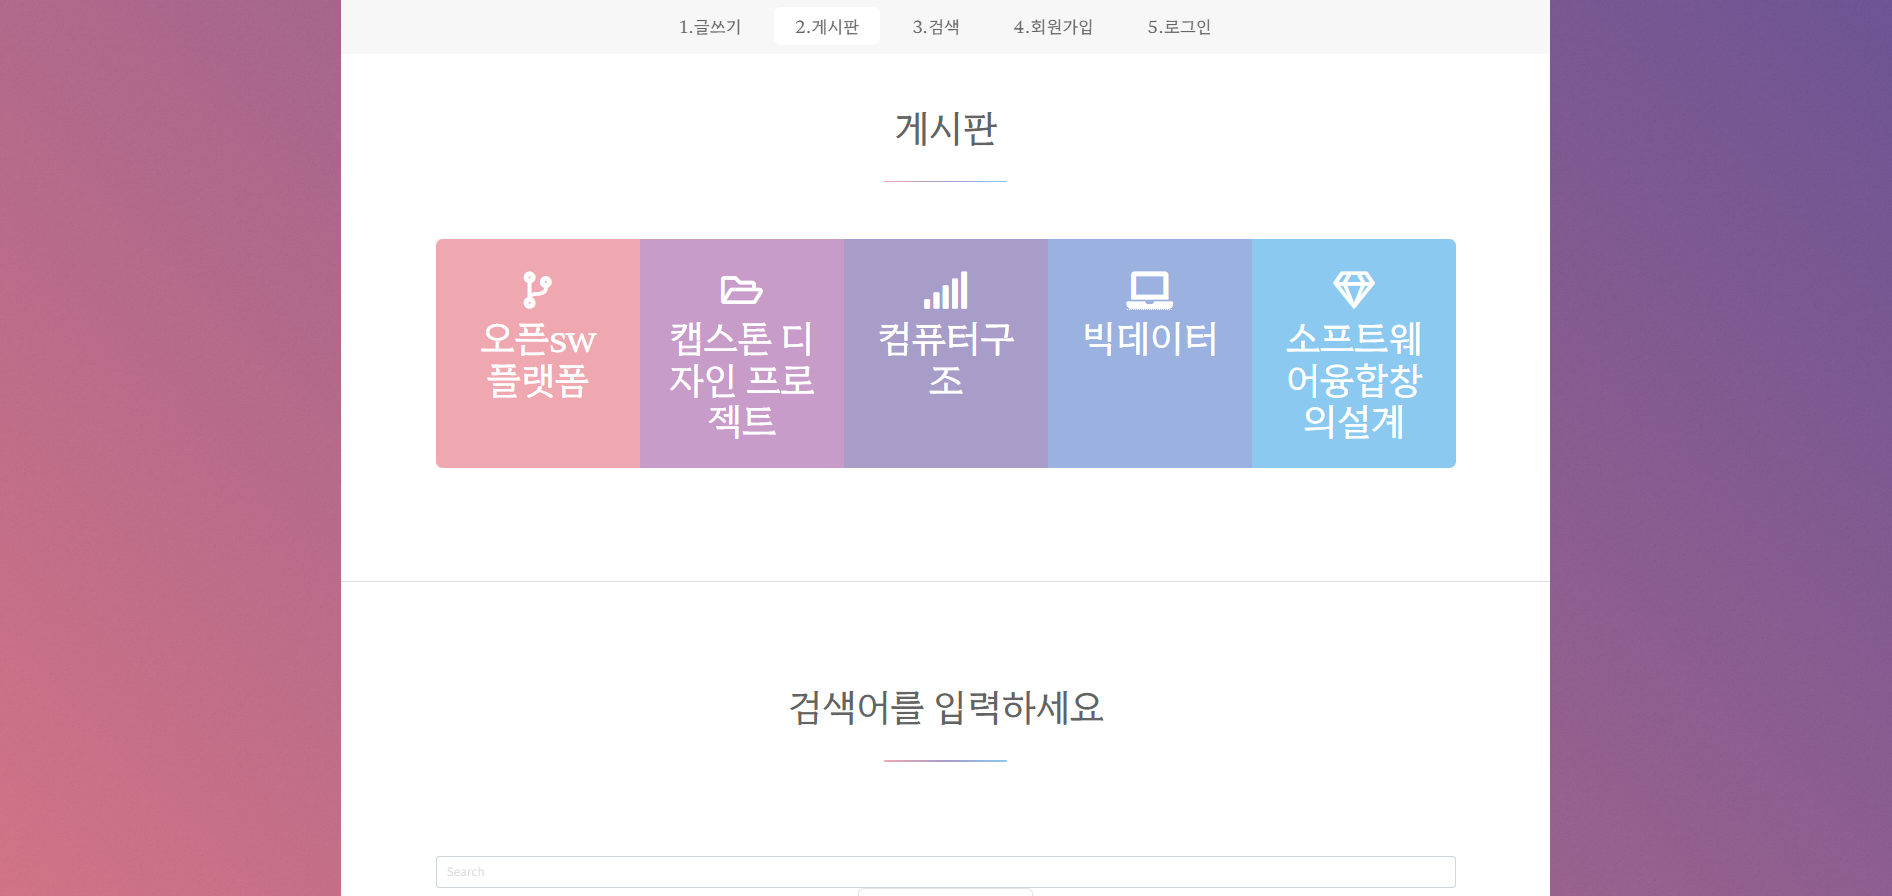 1.글쓰기 2.게시판 3.검색 4.회원가입 5.로그인
게시판
오픈sw
플랫폼
캡스톤 디
자인 프로
젝트
컴퓨터구
조
빅데이터
소프트웨
어융합창
의설계
검색어를 입력하세요
Search